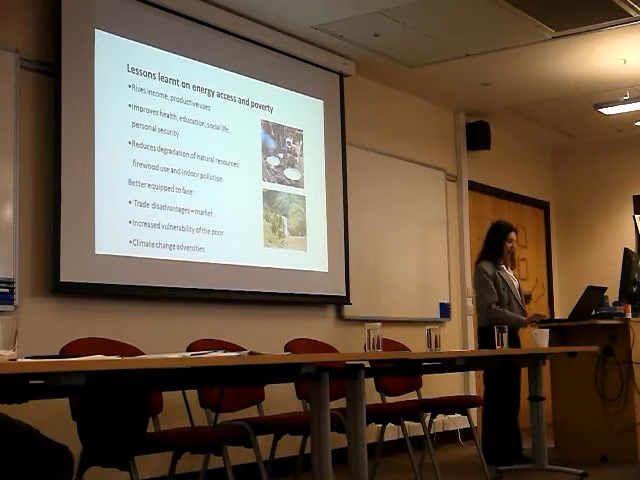 Lessons learnt on energy access and poverty
•Rises income, productive uses
•Improves health, education, social life,
personal security
•Reduces degradation of natural resources:
firewood use and indoor pollution
Better equipped to face:
• Trade disadvantages – market
•Increased vulnerability of the poor
•Climate change adversities